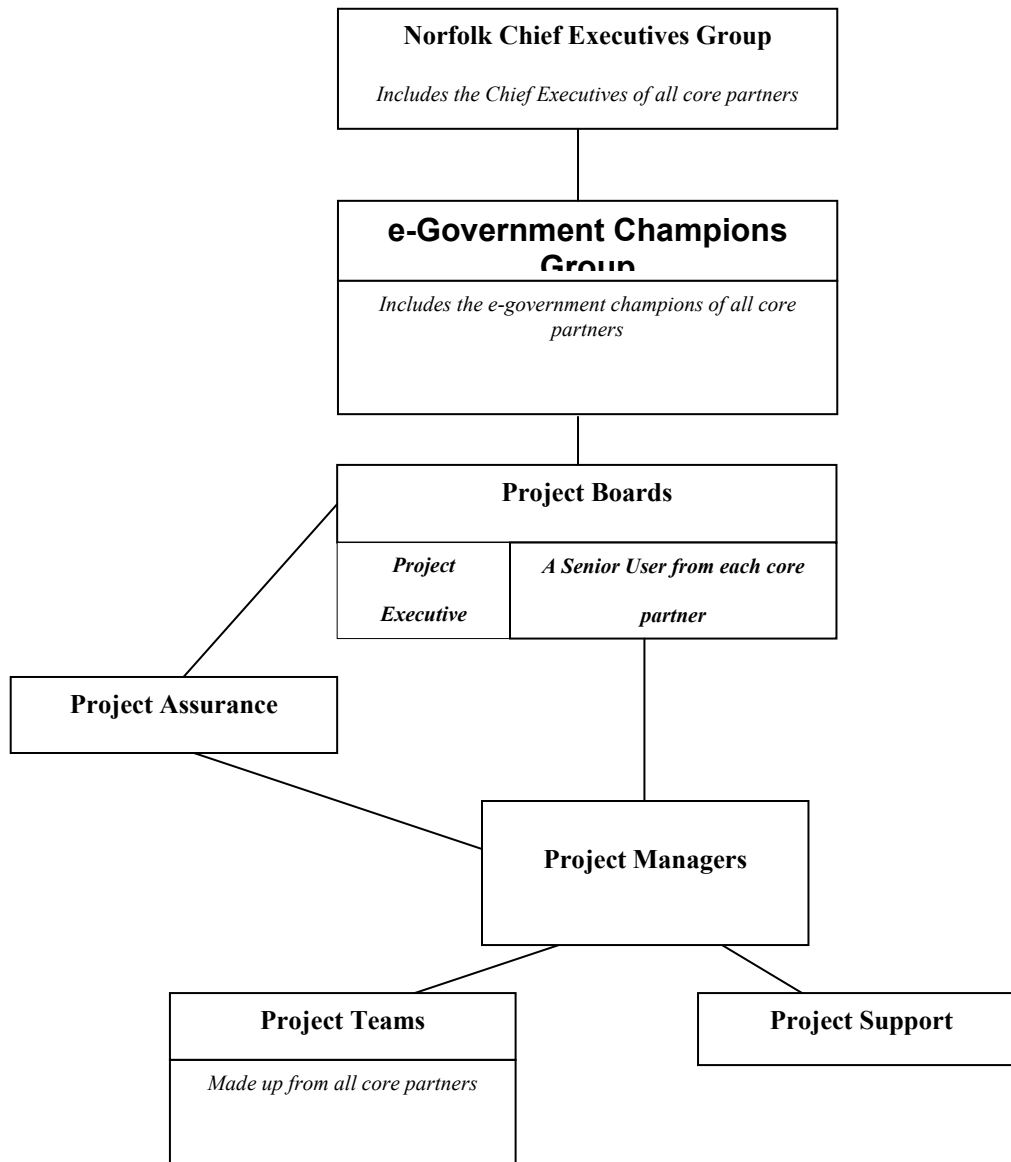 Norfolk Chief Executives Group
Includes the Chief Executives of all core partners
e-Government Champions
Group
Includes the e-government champions of all core
partners
Project Boards
Project
Executive
A Senior User from each core
partner
Project Assurance
Project Managers
Project Teams
Made up from all core partners
Project Support